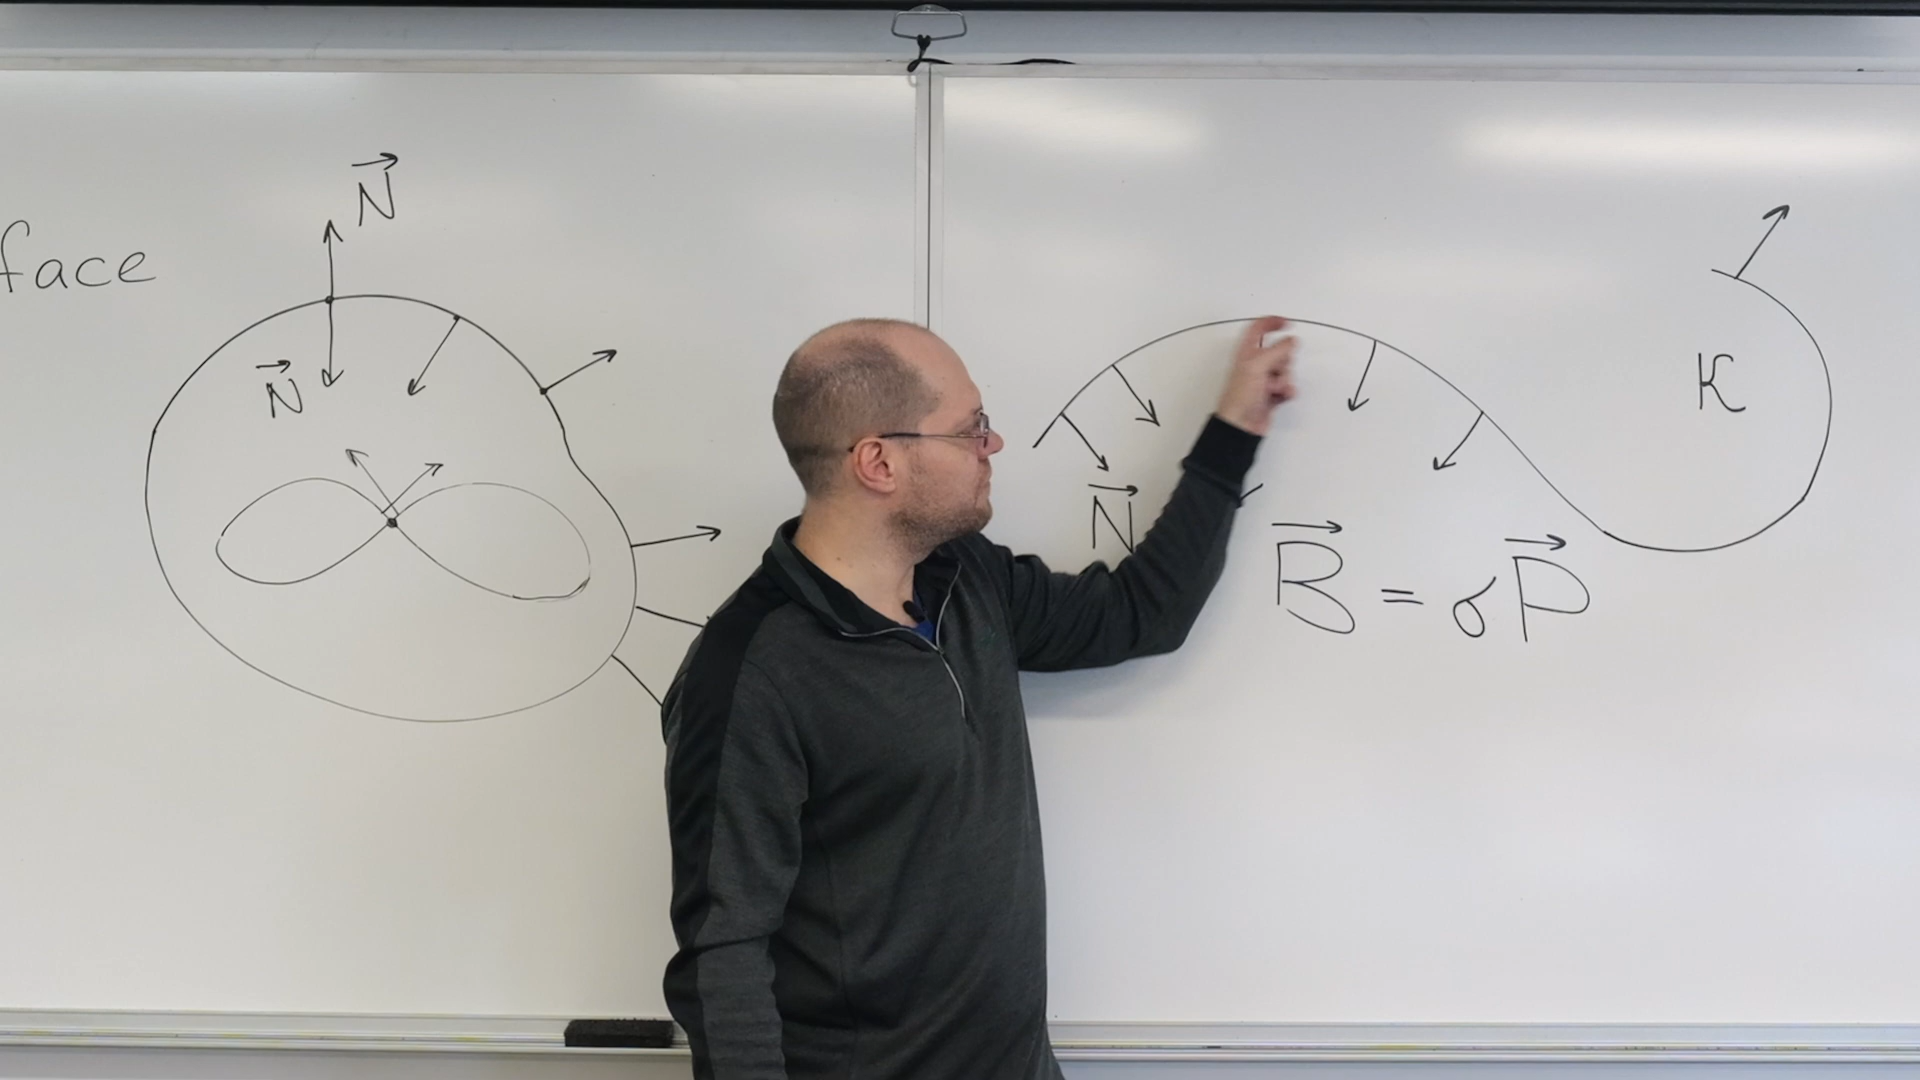 face
N⃗
N⃗
N⃗
K
B⃗ = σP⃗